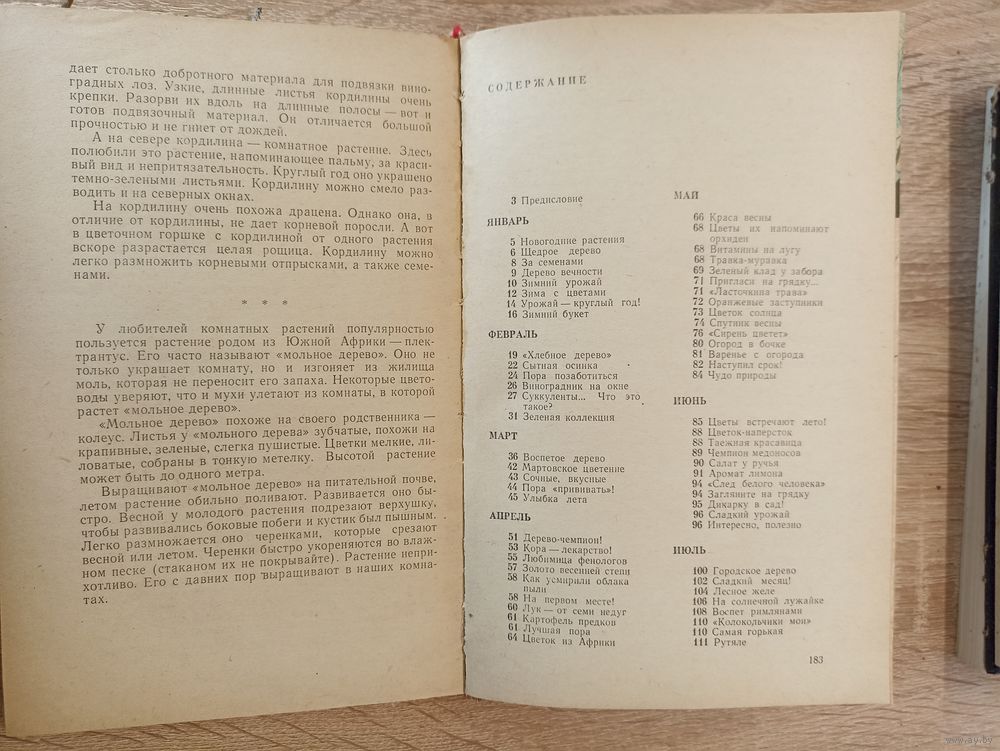 дает столько добротного материала для подвязки вино-
градных лоз. Узкие, длинные листья кордилины очень
крепки. Разорви их вдоль на длинные полосы — вот и
готов подвязочный материал. Он отличается большой
прочностью и не гниет от дождей.
А на севере кордилина — комнатное растение. Здесь
полюбили это растение, напоминающее пальму, за краси-
вый вид и непритязательность. Круглый год оно украшено
темно-зелеными листьями. Кордилину можно смело раз-
водить и на северных окнах.
На кордилину очень похожа драцена. Однако она, в
отличие от кордилины, не дает корневой поросли. А вот
в цветочном горшке с кордилиной от одного растения
вскоре разрастается целая рощица. Кордилину можно
легко размножить корневыми отпрысками, а также семе-
нами.
* * *
У любителей комнатных растений популярностью
пользуется растение родом из Южной Африки — плек-
трантус. Его часто называют «мольное дерево». Оно не
только украшает комнату, но и изгоняет из жилища
моль, которая не переносит его запаха. Некоторые цвето-
воды уверяют, что и мухи улетают из комнаты, в которой
растет «мольное дерево».
«Мольное дерево» похоже на своего родственника —
колеус. Листья у «мольного дерева» зубчатые, похожи на
крапивные, зеленые, слегка пушистые. Цветки мелкие, ли-
ловатые, собраны в тонкую метелку. Высотой растение
может быть до одного метра.
Выращивают «мольное дерево» на питательной почве,
летом растение обильно поливают. Развивается оно бы-
стро. Весной у молодого растения подрезают верхушку,
чтобы развивались боковые побеги и кустик был пышным.
Легко размножается оно черенками, которые срезают
весной или летом. Черенки быстро укореняются во влаж-
ном песке (стаканом их не покрывайте). Растение непри-
хотливо. Его с давних пор выращивают в наших комна-
тах.
СОДЕРЖАНИЕ
3 Предисловие
ЯНВАРЬ
5 Новогодние растения
6 Щедрое дерево
8 За семенами
9 Дерево вечности
10 Зимний урожай
12 Зима с цветами
14 Урожай — круглый год!
16 Зимний букет
ФЕВРАЛЬ
19 «Хлебное дерево»
22 Сытная осинка
24 Пора позаботиться
26 Виноградник на окне
27 Суккуленты... Что это
такое?
31 Зеленая коллекция
МАРТ
36 Воспетое дерево
42 Мартовское цветение
43 Сочные, вкусные
44 Пора «прививать»!
45 Улыбка лета
АПРЕЛЬ
51 Дерево-чемпион!
53 Кора — лекарство!
55 Любимица фенологов
57 Золото весенней степи
58 Как усмирили облака
пыли
58 На первом месте!
60 Лук — от семи недуг
61 Картофель предков
61 Лучшая пора
64 Цветок из Африки
МАЙ
66 Краса весны
68 Цветы их напоминают
орхидеи
68 Витамины на лугу
68 Травка-муравка
69 Зеленый клад у забора
71 Пригласи на грядку...
71 «Ласточкина трава»
72 Оранжевые заступники
73 Цветок солнца
74 Спутник весны
76 «Сирень цветет»
80 Огород в бочке
81 Варенье с огорода
82 Наступил срок!
84 Чудо природы
ИЮНЬ
85 Цветы встречают лето!
88 Цветок-наперсток
88 Таежная красавица
89 Чемпион медоносов
90 Салат у ручья
91 Аромат лимона
94 «След белого человека»
94 Загляните на грядку
95 Дикарку в сад!
96 Сладкий урожай
96 Интересно, полезно
ИЮЛЬ
100 Городское дерево
102 Сладкий месяц!
104 Лесное желе
106 На солнечной лужайке
108 Воспет римлянами
110 «Колокольчики мои»
110 Самая горькая
111 Рутяле
183
www.ay.by